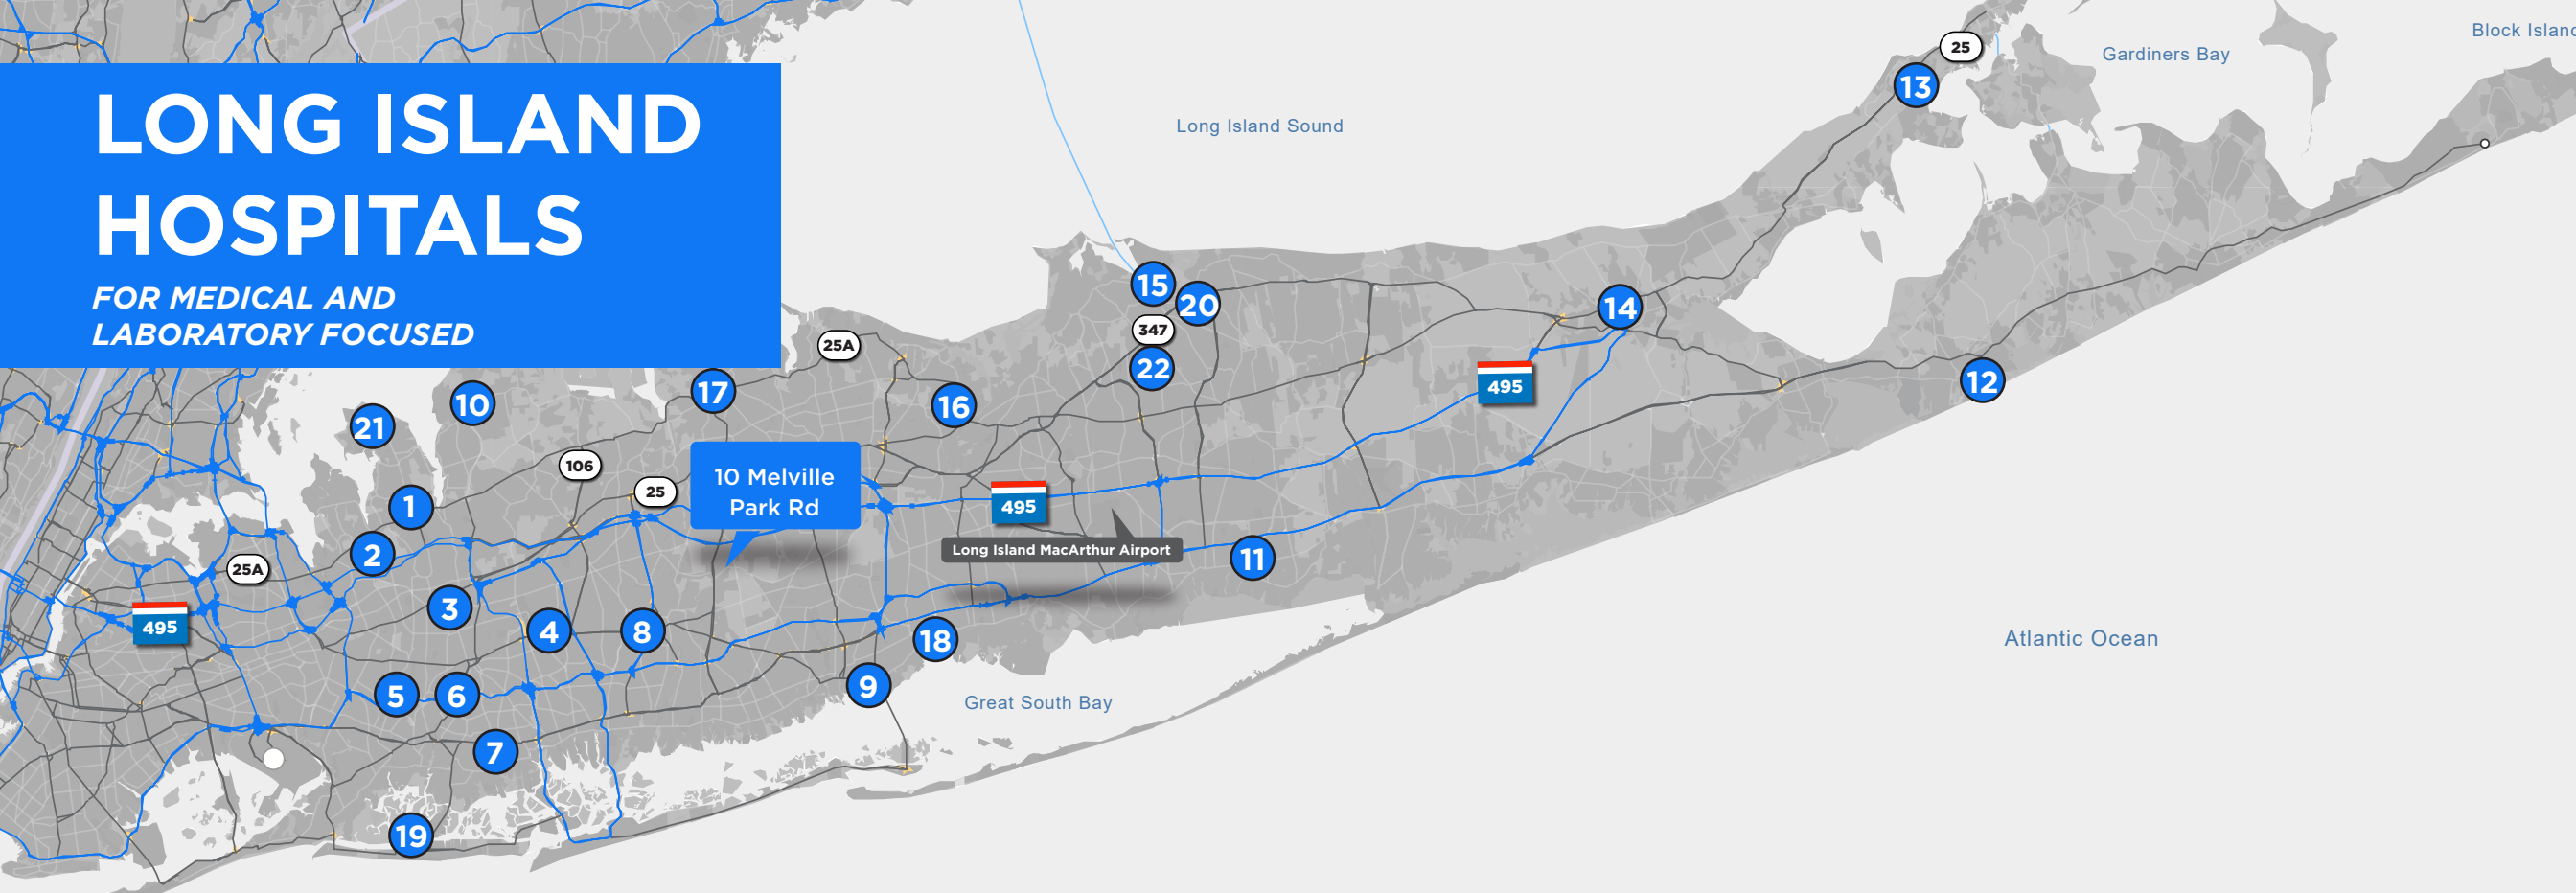 LONG ISLAND
HOSPITALS
FOR MEDICAL AND
LABORATORY FOCUSED
25
Gardiners Bay
Block Islan
13
Long Island Sound
15
20
14
347
25A
22
12
495
17
10
16
21
106
10 Melville
Park Rd
25
495
1
Long Island MacArthur Airport
2
11
25A
3
495
4
8
18
Atlantic Ocean
9
5
6
Great South Bay
7
19